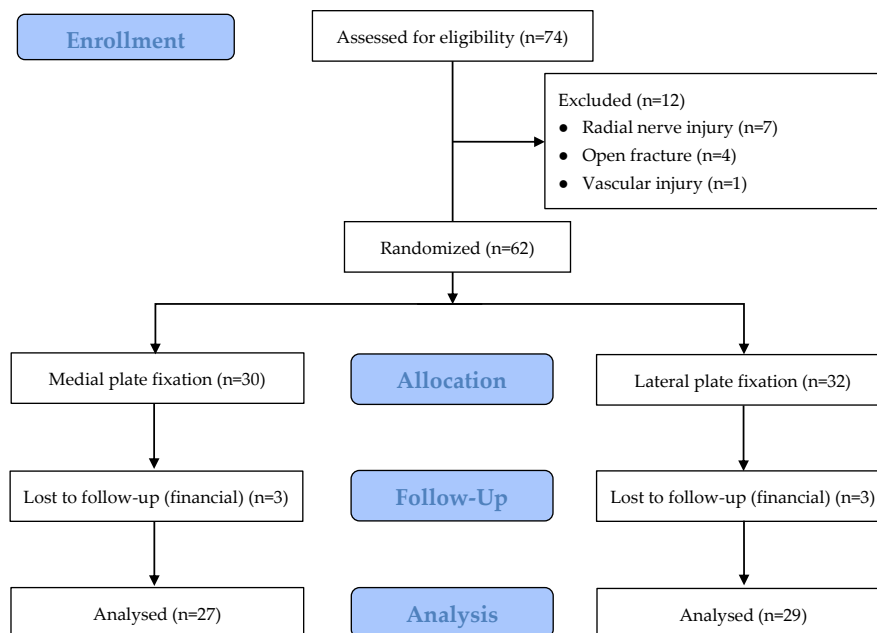 Enrollment
Assessed for eligibility (n=74)
Excluded (n=12)
● Radial nerve injury (n=7)
● Open fracture (n=4)
● Vascular injury (n=1)
Randomized (n=62)
Medial plate fixation (n=30)
Allocation
Lateral plate fixation (n=32)
Lost to follow-up (financial) (n=3)
Follow-Up
Lost to follow-up (financial) (n=3)
Analysed (n=27)
Analysis
Analysed (n=29)